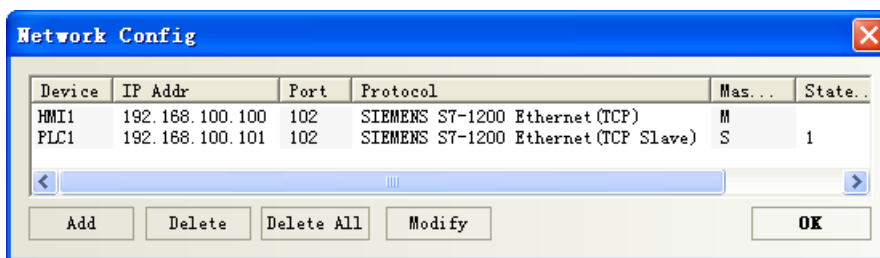 Network Config
Device IP Addr Port Protocol Mas... State..
HMI1 192.168.100.100 102 SIEMENS S7-1200 Ethernet(TCP) M
PLC1 192.168.100.101 102 SIEMENS S7-1200 Ethernet(TCP Slave) S 1
Add Delete Delete All Modify OK